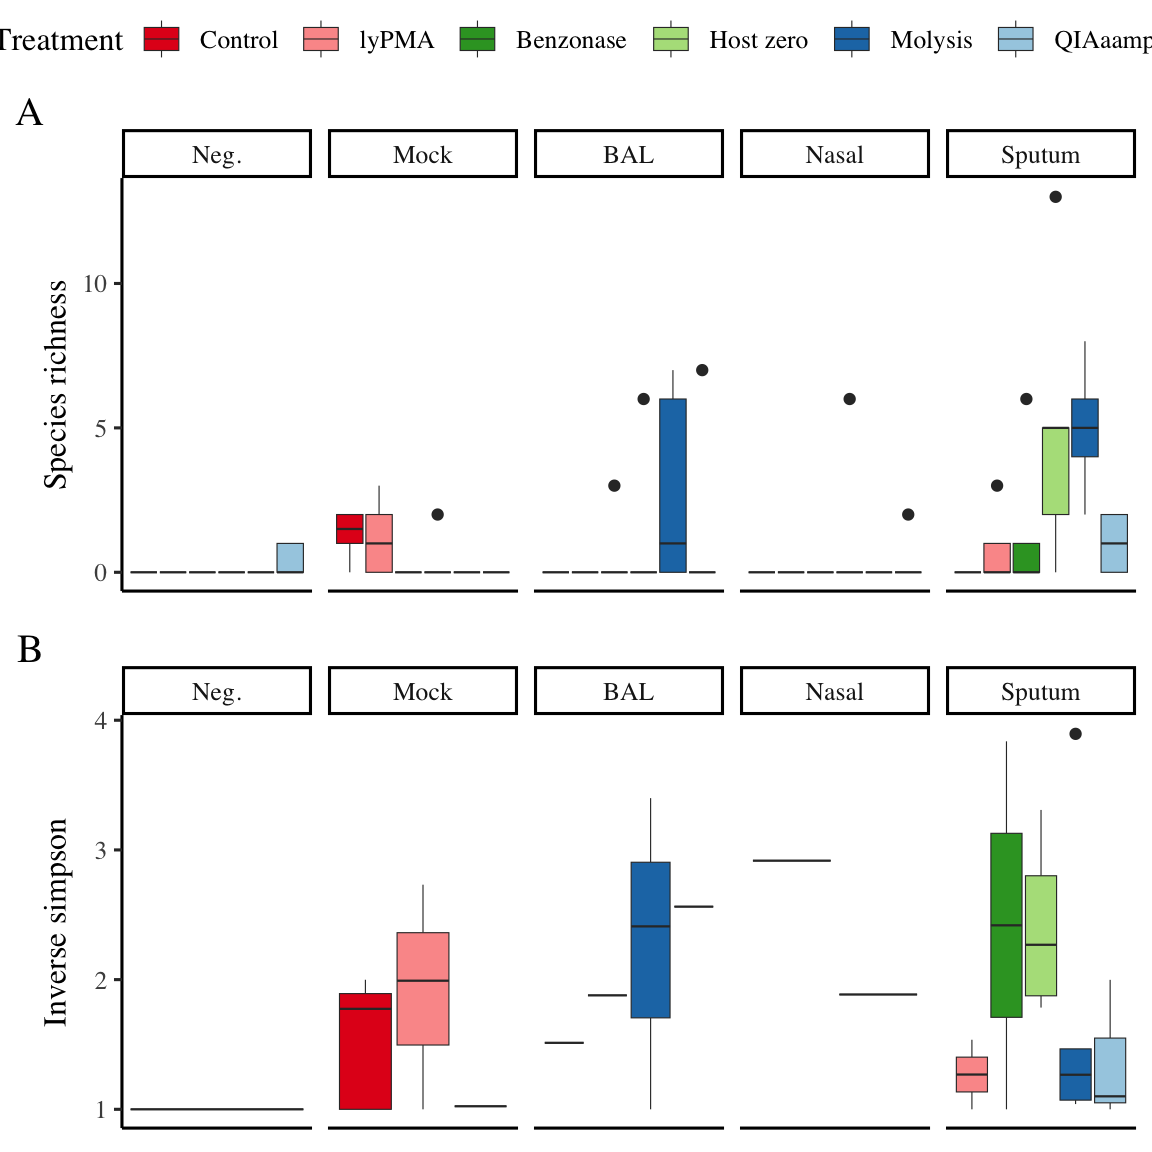 Treatment Control lyPMA Benzonase Host zero Molysis QIAaamp
A
Neg. Mock BAL Nasal Sputum
Species richness
10
5
0
B
Neg. Mock BAL Nasal Sputum
Inverse simpson
4
3
2
1